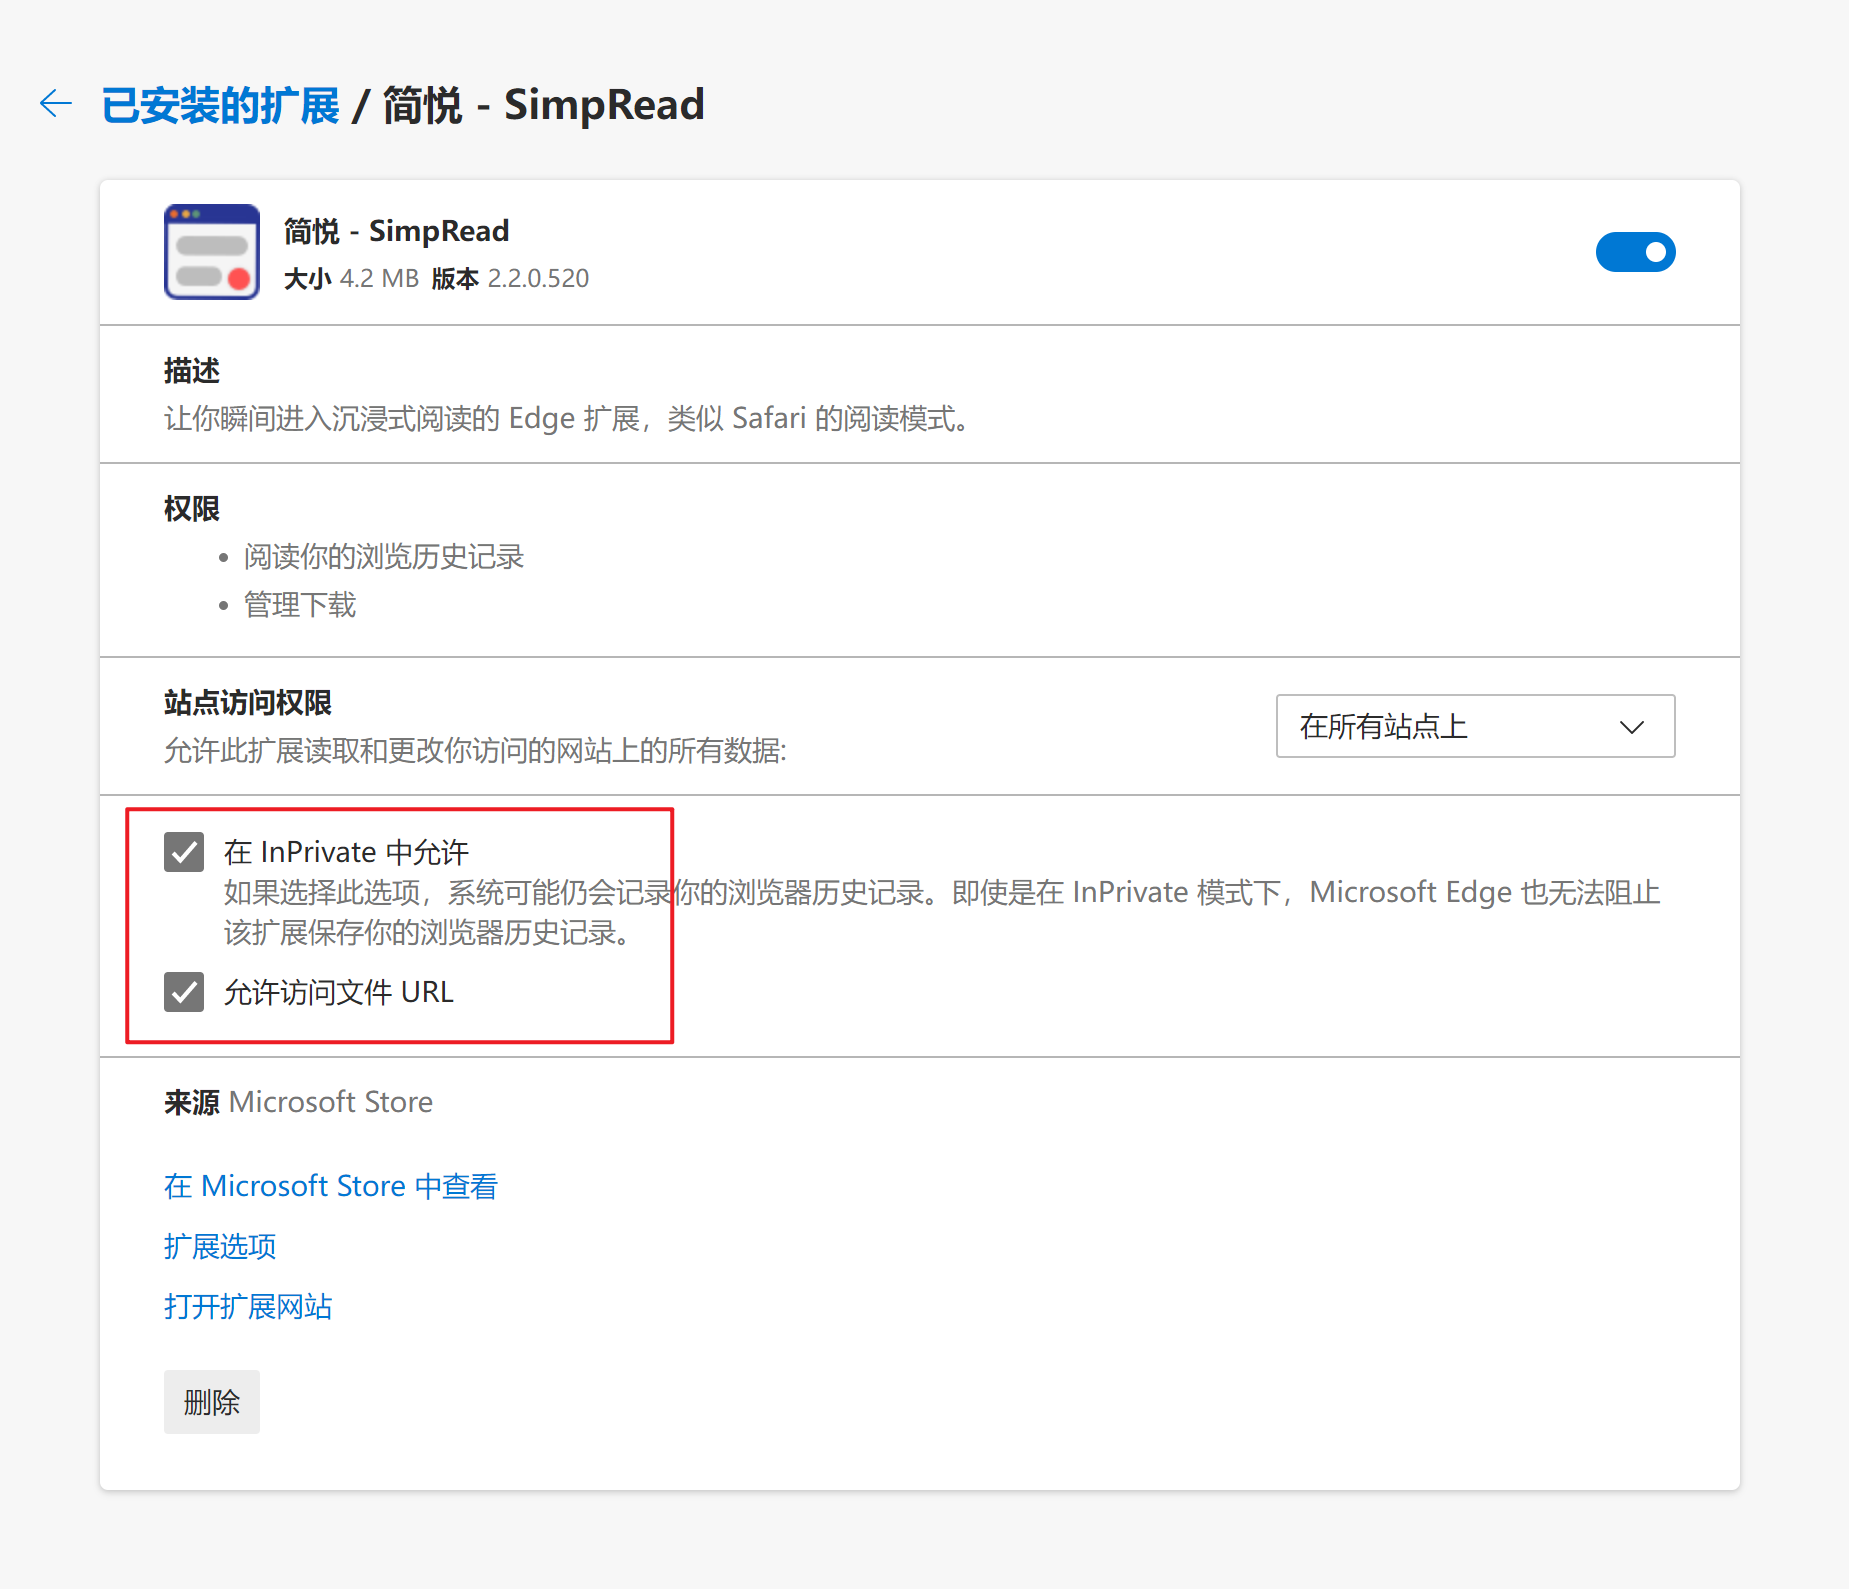 已安装的扩展 / 简悦 - SimpRead
简悦 - SimpRead
大小 4.2 MB 版本 2.2.0.520
描述
让你瞬间进入沉浸式阅读的 Edge 扩展，类似 Safari 的阅读模式。
权限
• 阅读你的浏览历史记录
• 管理下载
站点访问权限
允许此扩展读取和更改你访问的网站上的所有数据:
在所有站点上
在 InPrivate 中允许
如果选择此选项，系统可能仍会记录你的浏览器历史记录。即使是在 InPrivate 模式下，Microsoft Edge 也无法阻止
该扩展保存你的浏览器历史记录。
允许访问文件 URL
来源 Microsoft Store
在 Microsoft Store 中查看
扩展选项
打开扩展网站
删除